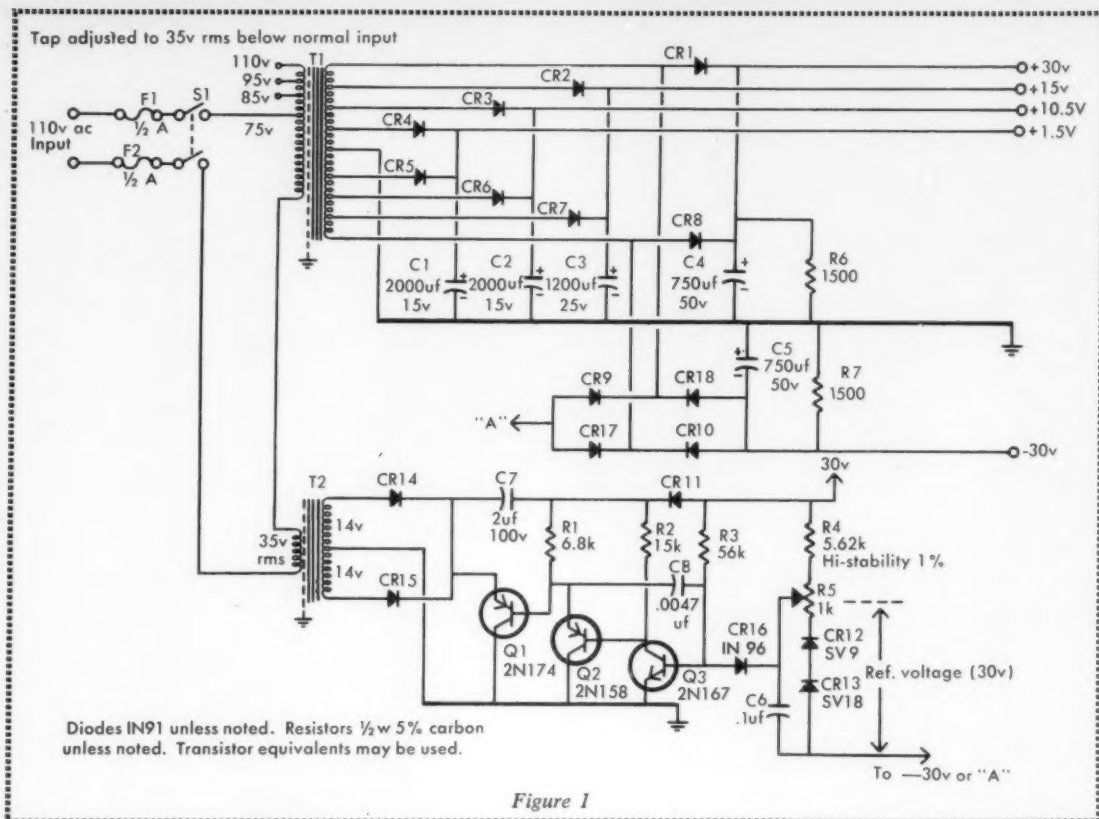 Tap adjusted to 35v rms below normal input
T1
110v
95v
85v
75v
F1
½ A
S1
110v ac
Input
F2
½ A
CR1
+30v
CR2
+15v
CR3
+10.5V
CR4
+1.5V
CR5
CR6
CR7
CR8
C1
2000uf
15v
C2
2000uf
15v
C3
1200uf
25v
C4
750uf
50v
R6
1500
C5
750uf
50v
R7
1500
CR9
CR18
"A"
CR17
CR10
-30v
30v
T2
CR14
C7
2uf
100v
CR11
14v
35v
rms
14v
CR15
R1
6.8k
R2
15k
R3
56k
R4
5.62k
Hi-stability 1%
C8
.0047
uf
R5
1k
CR16
IN 96
CR12
SV9
Ref. voltage (30v)
CR13
SV18
Q1
2N174
Q2
2N158
Q3
2N167
C6
.1uf
Diodes IN91 unless noted. Resistors ½w 5% carbon
unless noted. Transistor equivalents may be used.
To —30v or "A"
Figure 1